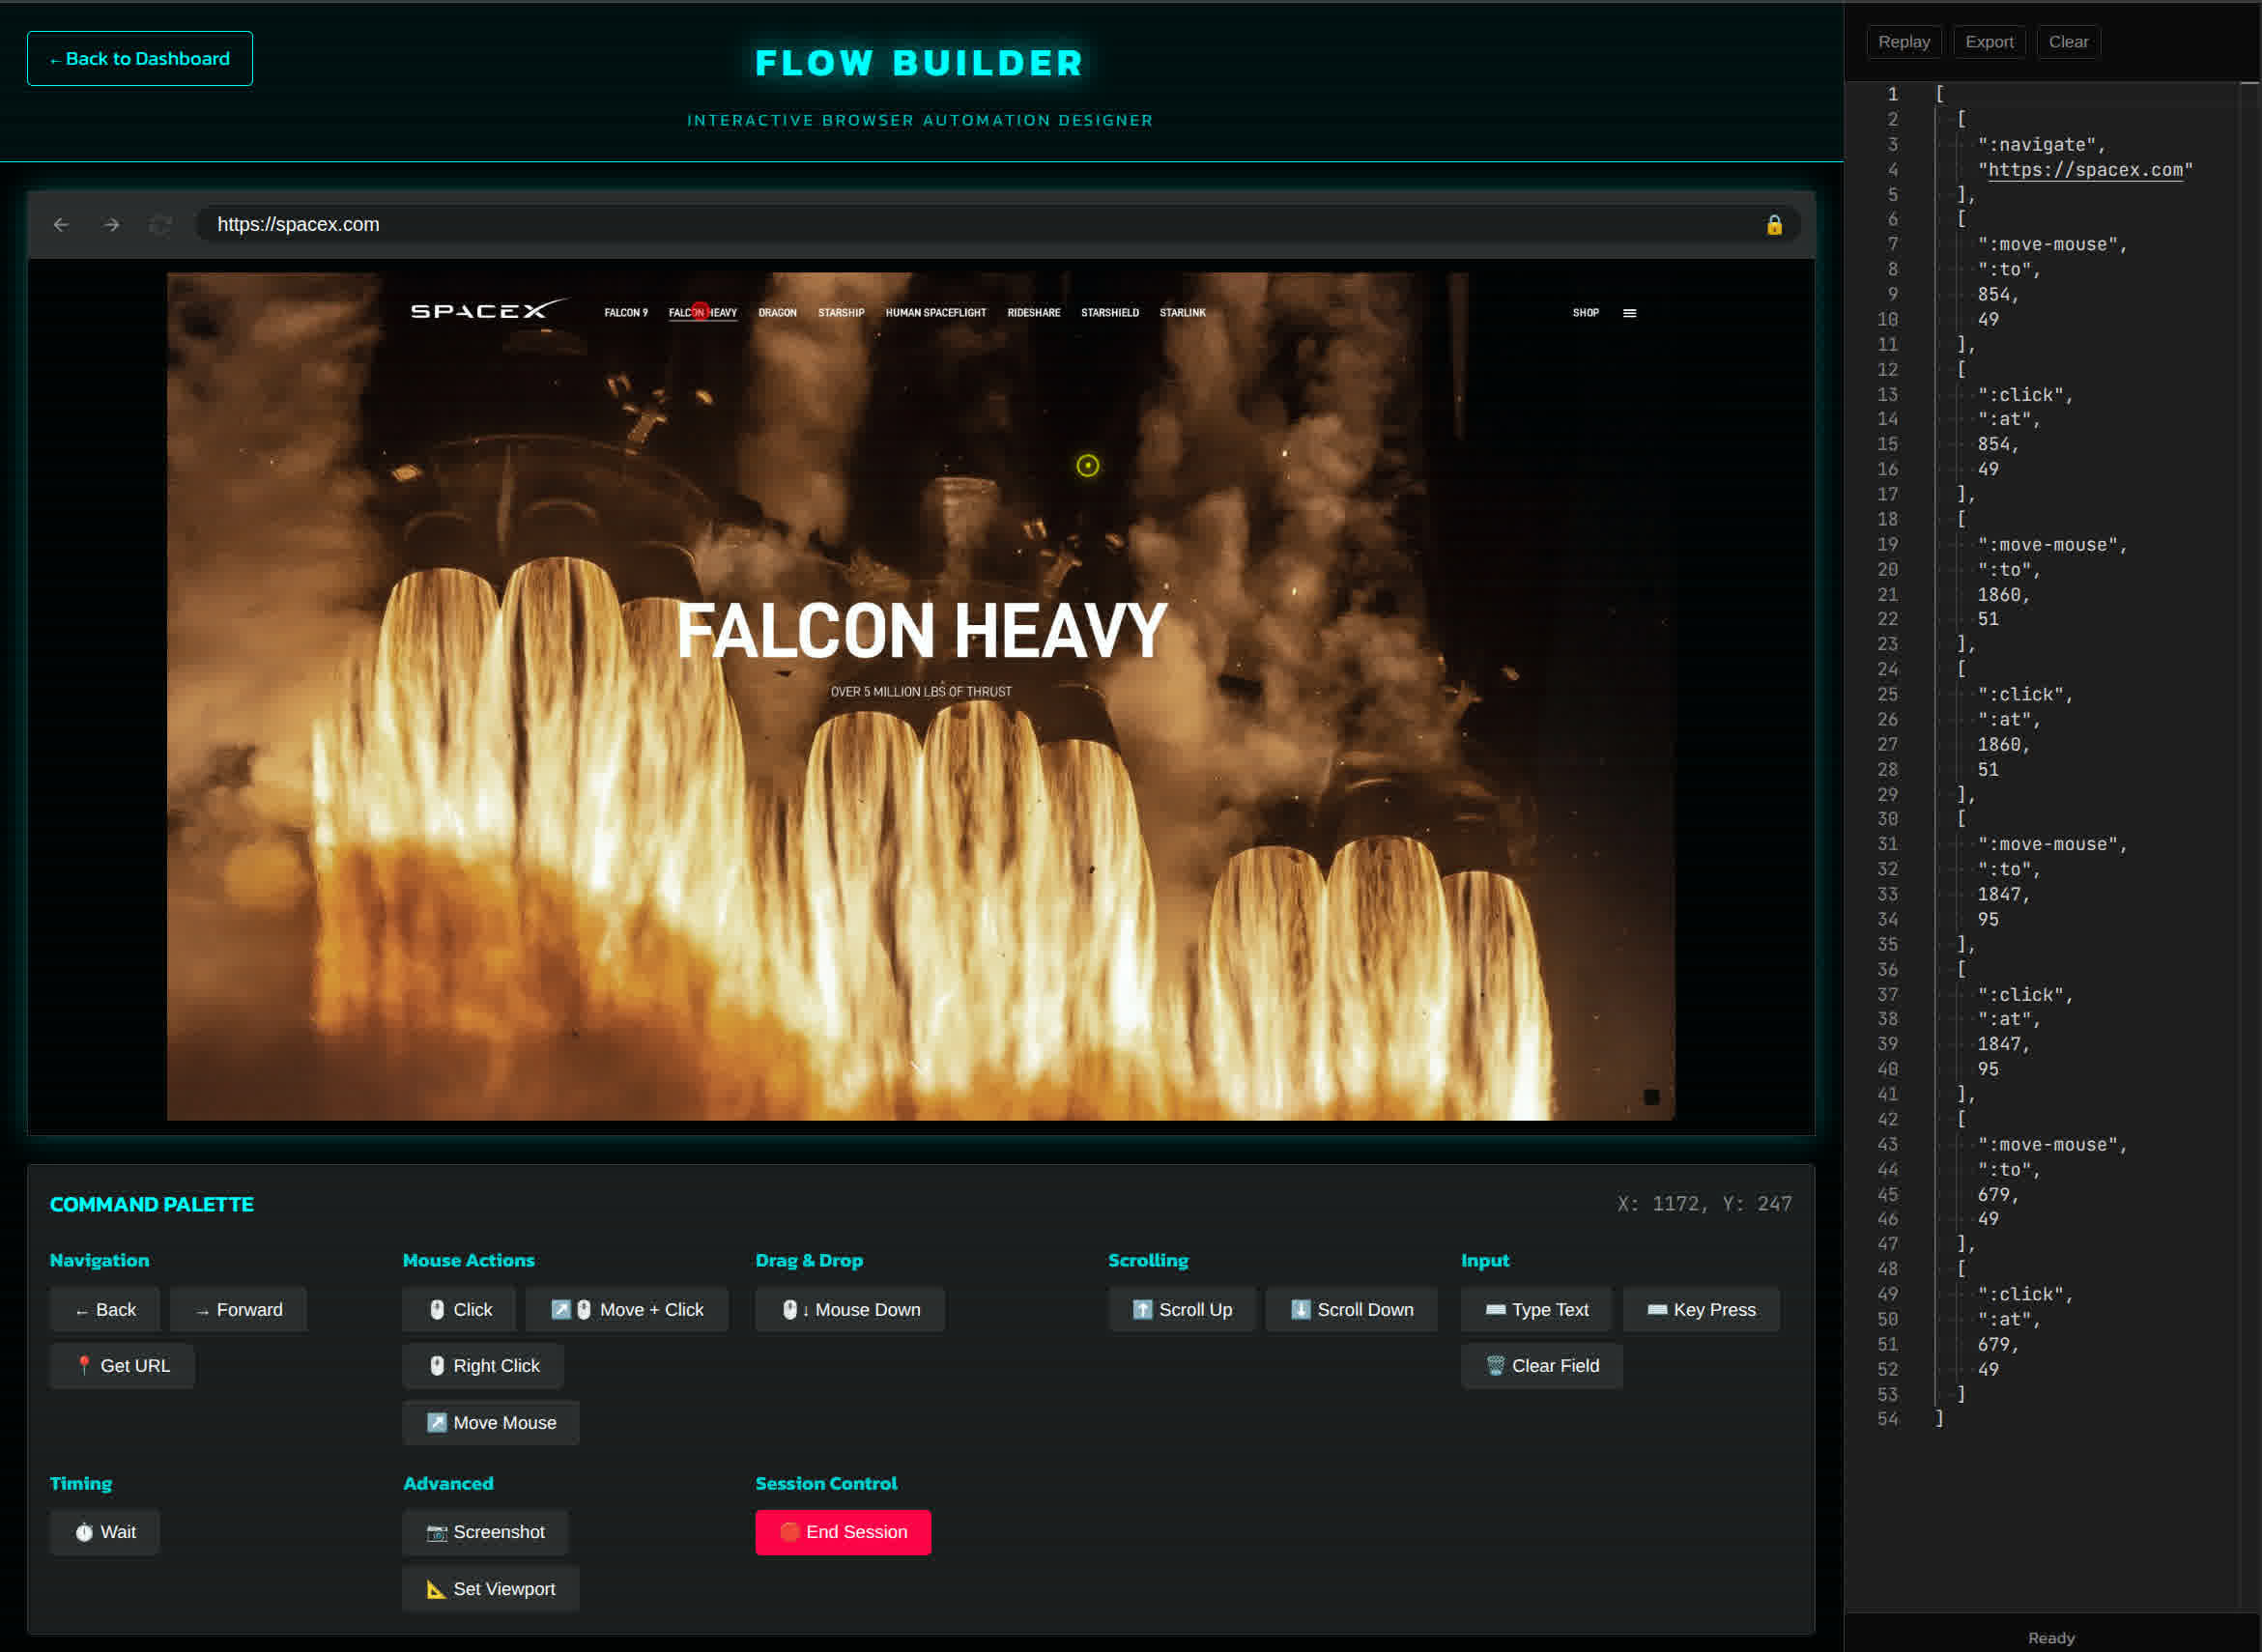 ← Back to Dashboard
FLOW BUILDER
INTERACTIVE BROWSER AUTOMATION DESIGNER
https://spacex.com
SPACEX FALCON 9 FALCON HEAVY DRAGON STARSHIP HUMAN SPACEFLIGHT RIDESHARE STARSHIELD STARLINK SHOP
FALCON HEAVY
OVER 5 MILLION LBS OF THRUST
COMMAND PALETTE
X: 1172, Y: 247
Navigation
← Back → Forward
Get URL
Mouse Actions
Click Move + Click
Right Click
Move Mouse
Drag & Drop
↓ Mouse Down
Scrolling
Scroll Up Scroll Down
Input
Type Text Key Press
Clear Field
Timing
Wait
Advanced
Screenshot
Set Viewport
Session Control
End Session
Replay Export Clear
1 [
2 [
3 ":navigate",
4 "https://spacex.com"
5 ],
6 [
7 ":move-mouse",
8 ":to",
9 854,
10 49
11 ],
12 [
13 ":click",
14 ":at",
15 854,
16 49
17 ],
18 [
19 ":move-mouse",
20 ":to",
21 1860,
22 51
23 ],
24 [
25 ":click",
26 ":at",
27 1860,
28 51
29 ],
30 [
31 ":move-mouse",
32 ":to",
33 1847,
34 95
35 ],
36 [
37 ":click",
38 ":at",
39 1847,
40 95
41 ],
42 [
43 ":move-mouse",
44 ":to",
45 679,
46 49
47 ],
48 [
49 ":click",
50 ":at",
51 679,
52 49
53 ]
54 ]
Ready